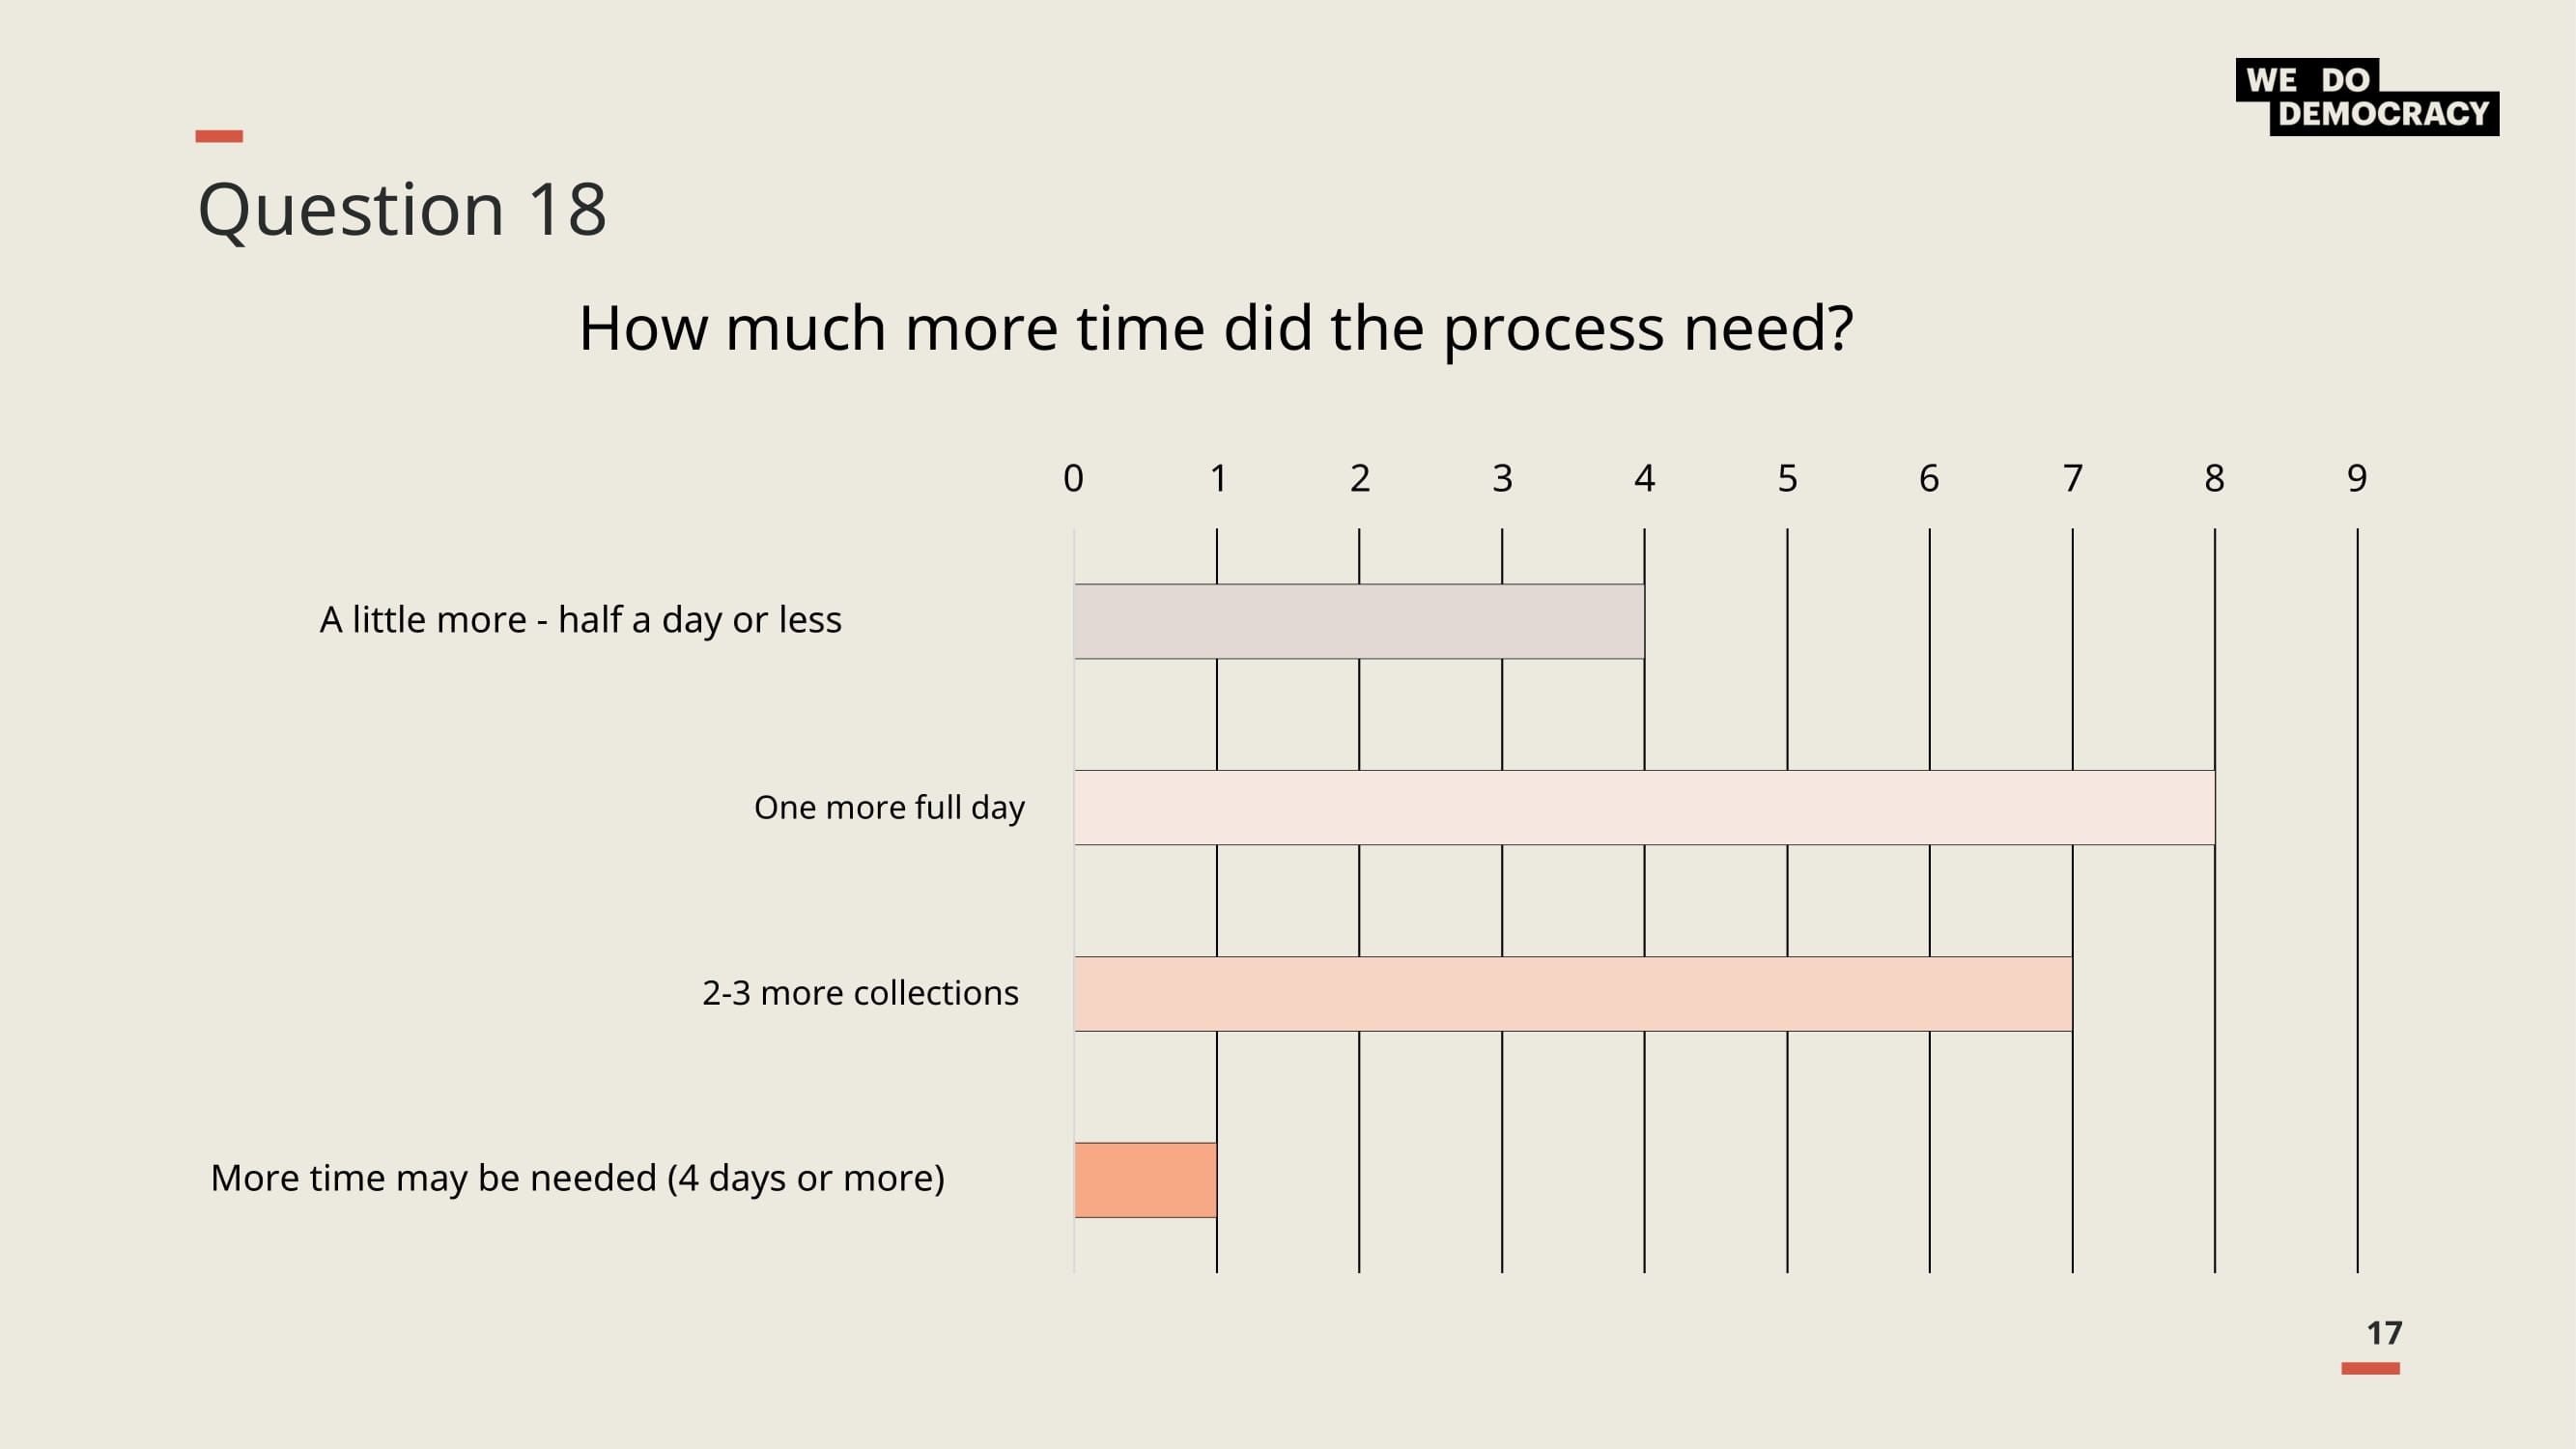 WE DO
DEMOCRACY
Question 18
How much more time did the process need?
0 1 2 3 4 5 6 7 8 9
A little more - half a day or less
One more full day
2-3 more collections
More time may be needed (4 days or more)
17